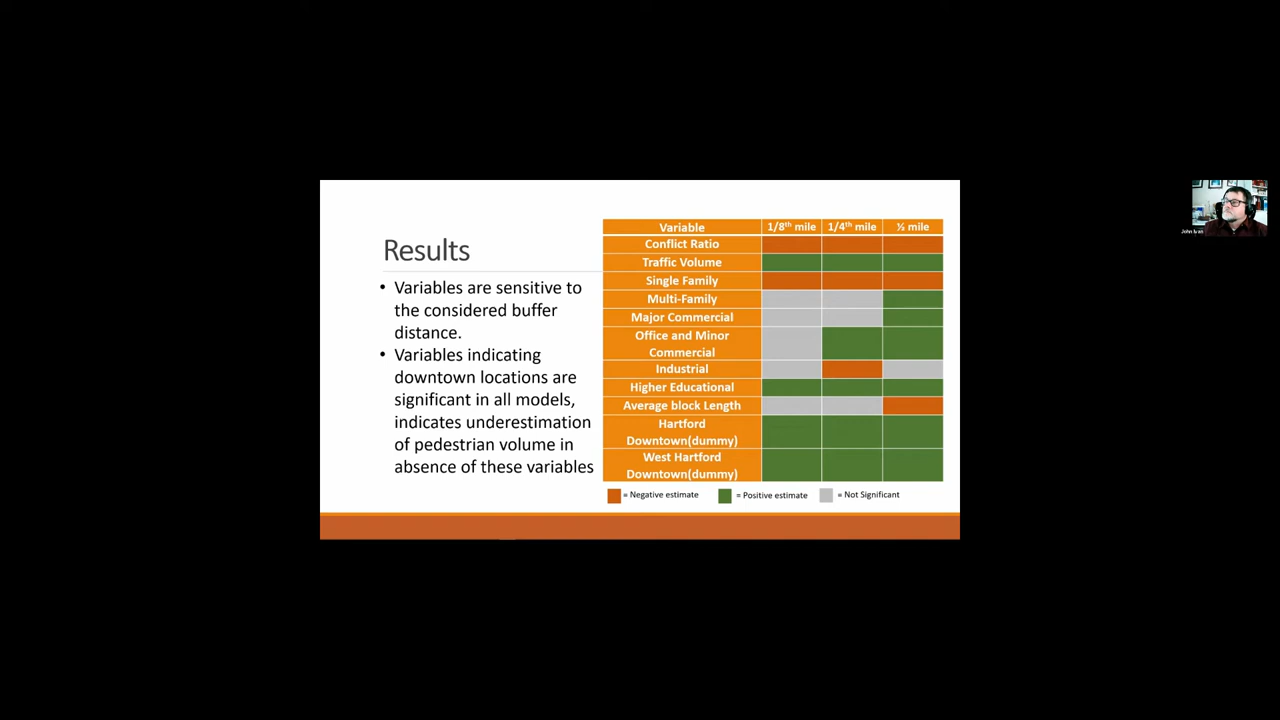 Results
• Variables are sensitive to
the considered buffer
distance.
• Variables indicating
downtown locations are
significant in all models,
indicates underestimation
of pedestrian volume in
absence of these variables
Variable 1/8th mile 1/4th mile ½ mile
Conflict Ratio
Traffic Volume
Single Family
Multi-Family
Major Commercial
Office and Minor
Commercial
Industrial
Higher Educational
Average block Length
Hartford
Downtown(dummy)
West Hartford
Downtown(dummy)
= Negative estimate = Positive estimate = Not Significant
John Ivan